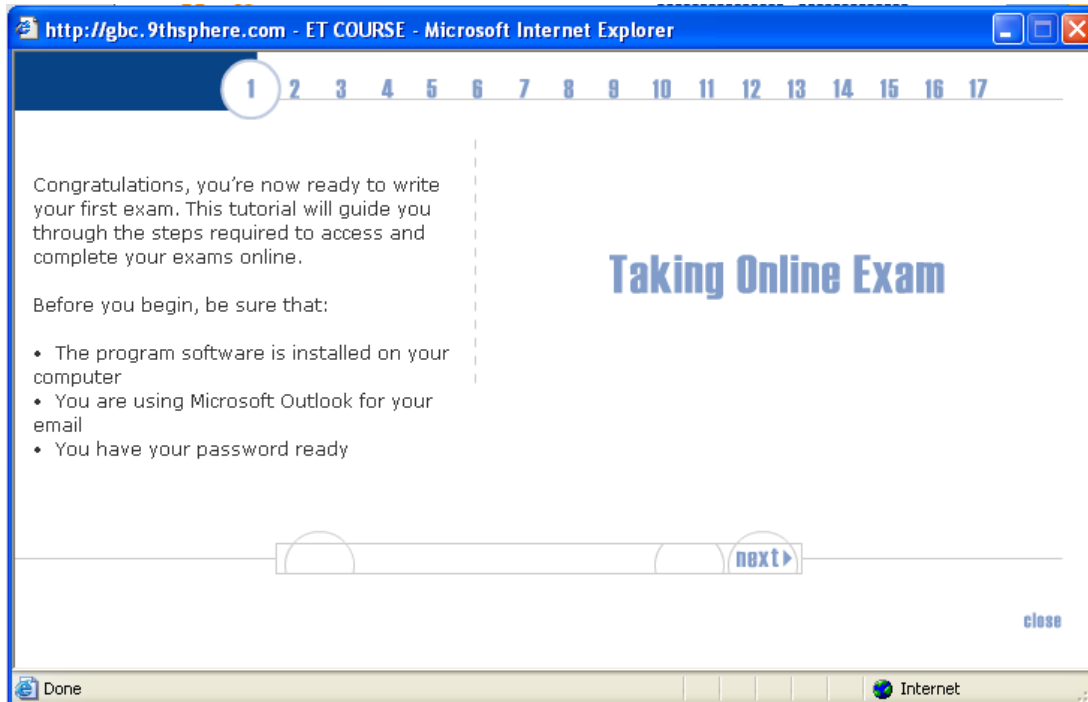 http://gbc.9thsphere.com - ET COURSE - Microsoft Internet Explorer
1 2 3 4 5 6 7 8 9 10 11 12 13 14 15 16 17
Congratulations, you're now ready to write
your first exam. This tutorial will guide you
through the steps required to access and
complete your exams online.
Before you begin, be sure that:
• The program software is installed on your
computer
• You are using Microsoft Outlook for your
email
• You have your password ready
Taking Online Exam
next
close
Done
Internet